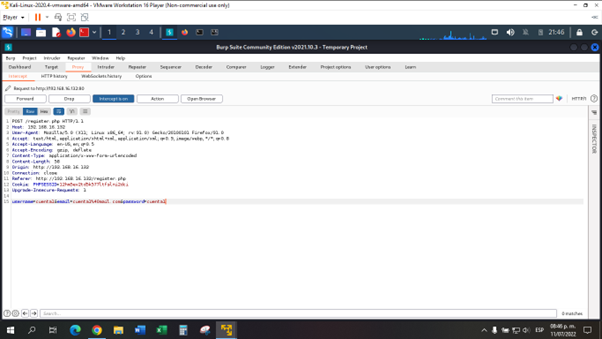 Kali-Linux-2020.4-vmware-amd64 - VMware Workstation 16 Player (Non-commercial use only)
Player
1 2 3 4
21:46
Burp Suite Community Edition v2021.10.3 - Temporary Project
Burp Project Intruder Repeater Window Help
Dashboard Target Proxy Intruder Repeater Sequencer Decoder Comparer Logger Extender Project options User options Learn
Intercept HTTP history WebSockets history Options
Request to http://192.168.16.132:80
Forward Drop Intercept is on Action Open Browser
Comment this item
HTTP/1
Pretty Raw Hex
INSPECTOR
1 POST /register.php HTTP/1.1
2 Host: 192.168.16.132
3 User-Agent: Mozilla/5.0 (X11; Linux x86_64; rv:91.0) Gecko/20100101 Firefox/91.0
4 Accept: text/html,application/xhtml+xml,application/xml;q=0.9,image/webp,*/*;q=0.8
5 Accept-Language: en-US,en;q=0.5
6 Accept-Encoding: gzip, deflate
7 Content-Type: application/x-www-form-urlencoded
8 Content-Length: 58
9 Origin: http://192.168.16.132
10 Connection: close
11 Referer: http://192.168.16.132/register.php
12 Cookie: PHPSESSID=
13 Upgrade-Insecure-Requests: 1
14
15
Search...
0 matches
ESP
08:46 p. m.
11/07/2022